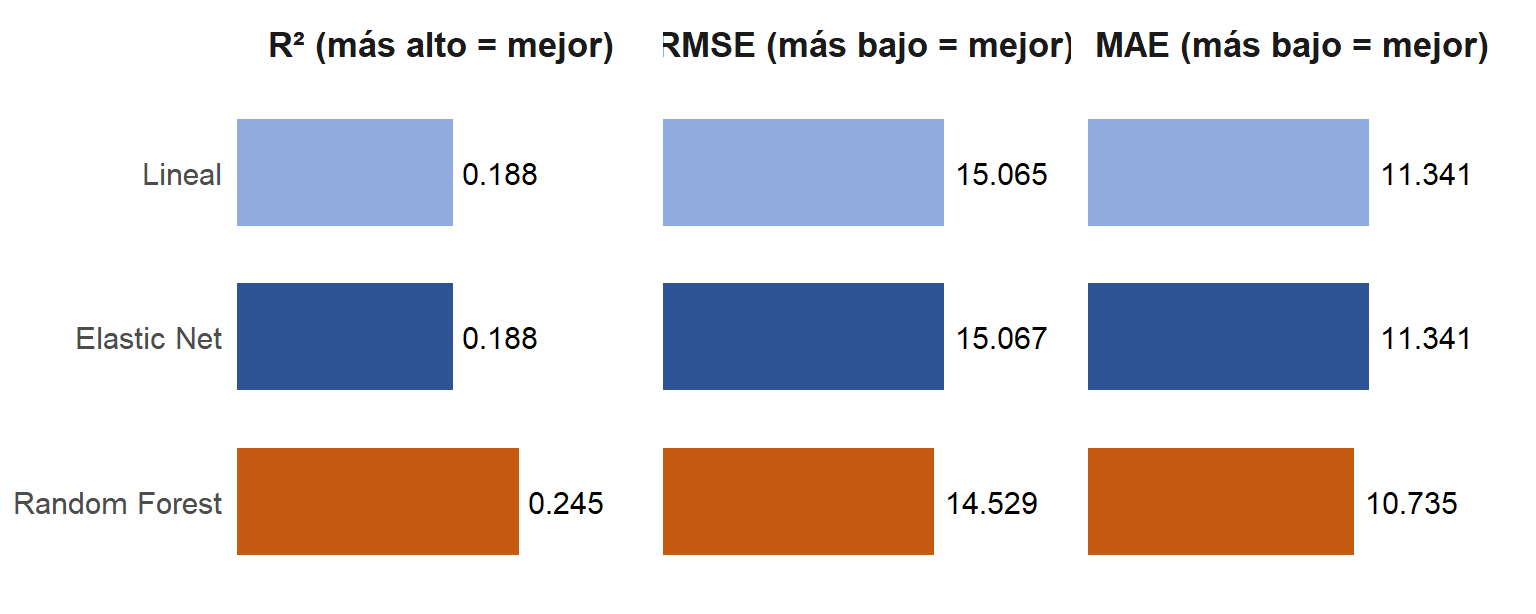 R² (más alto = mejor) RMSE (más bajo = mejor) MAE (más bajo = mejor)
Lineal 0.188 15.065 11.341
Elastic Net 0.188 15.067 11.341
Random Forest 0.245 14.529 10.735